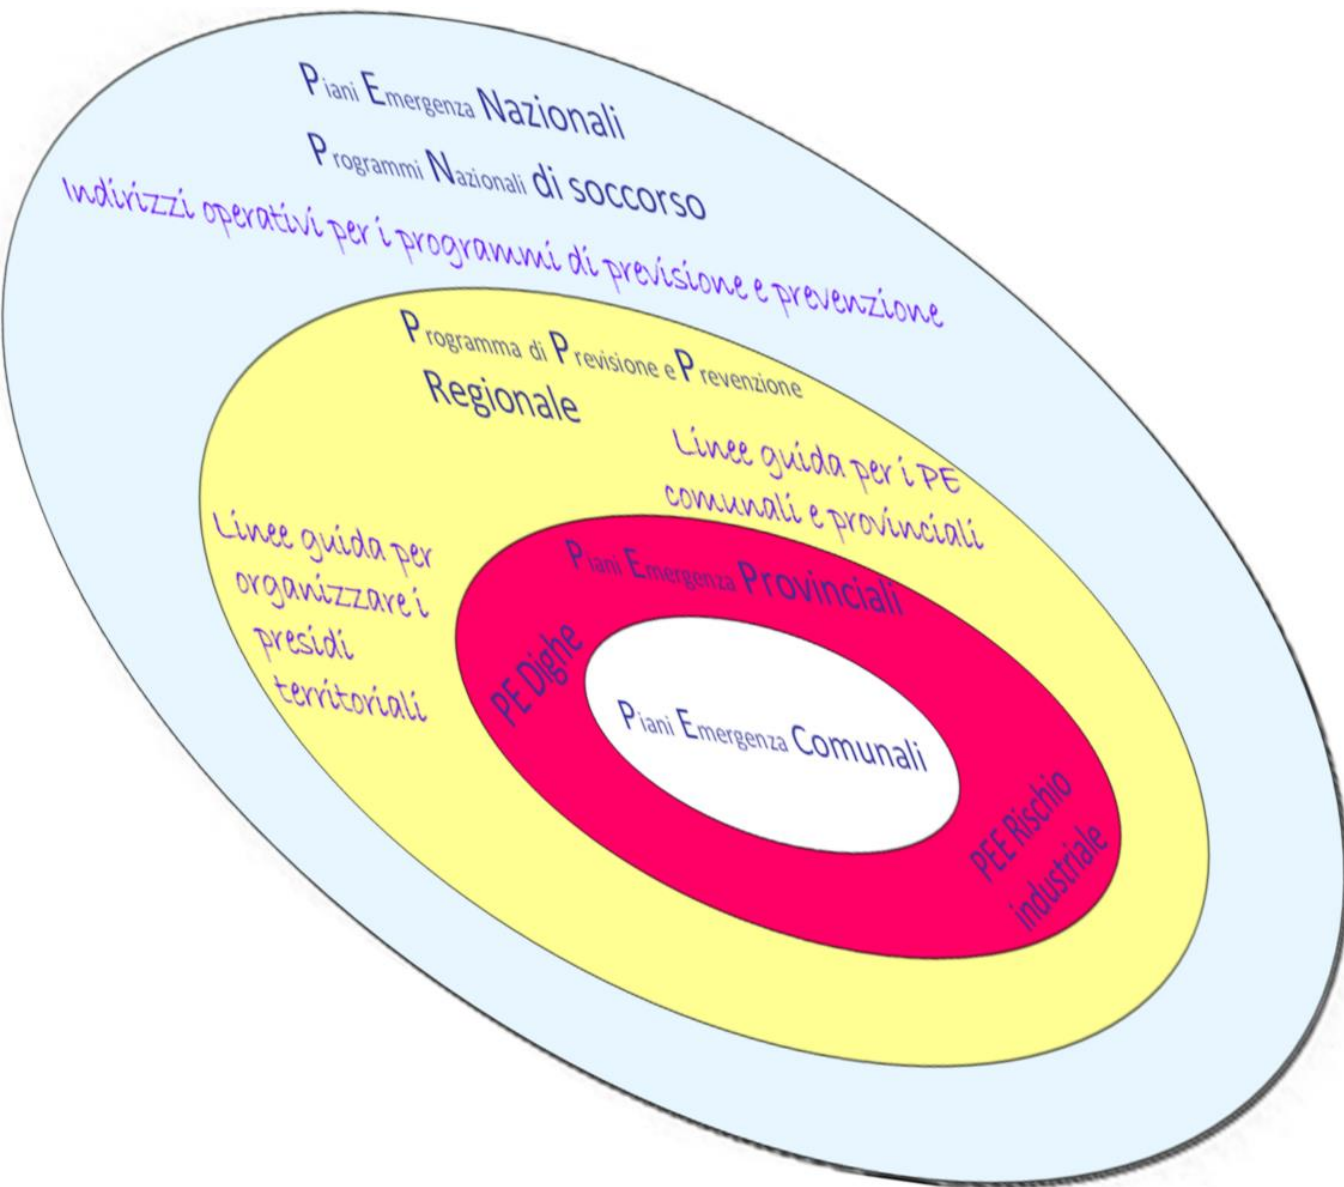 Piani Emergenza Nazionali
Programmi Nazionali di soccorso
Indirizzi operativi per i programmi di previsione e prevenzione
Programma di Previsione e Prevenzione
Regionale
Linee guida per i PE
comunali e provinciali
Linee guida per
organizzare i
presidi
territoriali
Piani Emergenza Provinciali
PE Dighe
Piani Emergenza Comunali
PEE Rischio
industriale